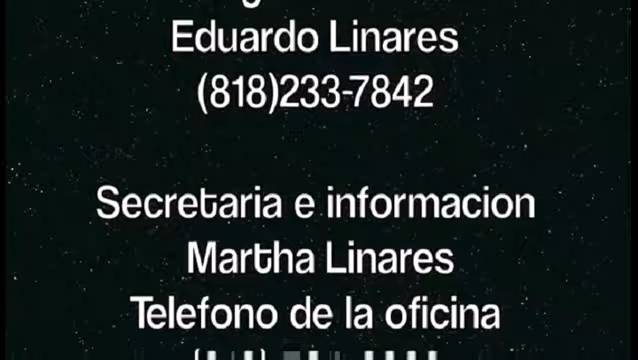 Eduardo Linares
(818)233-7842
Secretaria e informacion
Martha Linares
Telefono de la oficina